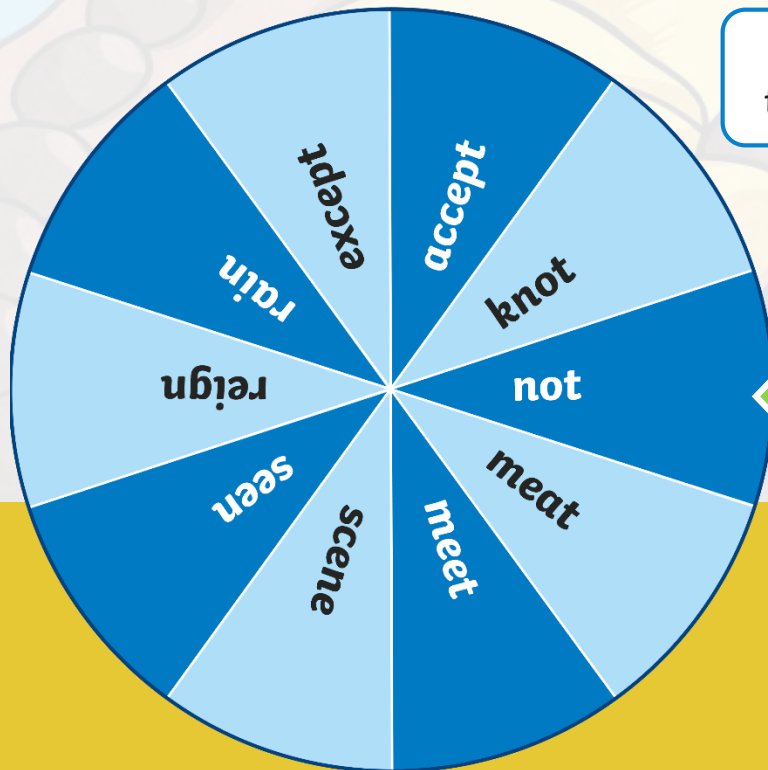 accept
knot
not
meat
meet
scene
seen
reign
rain
except